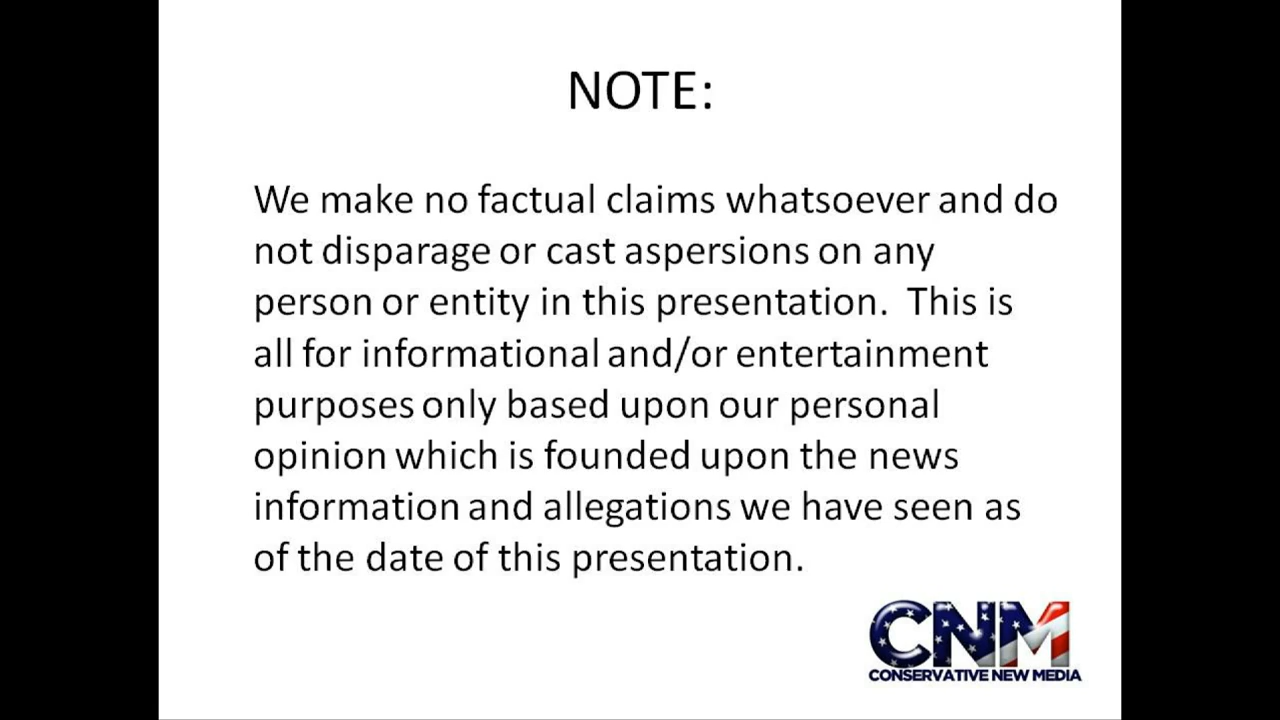 NOTE:
We make no factual claims whatsoever and do
not disparage or cast aspersions on any
person or entity in this presentation.  This is
all for informational and/or entertainment
purposes only based upon our personal
opinion which is founded upon the news
information and allegations we have seen as
of the date of this presentation.
CNM
CONSERVATIVE NEW MEDIA